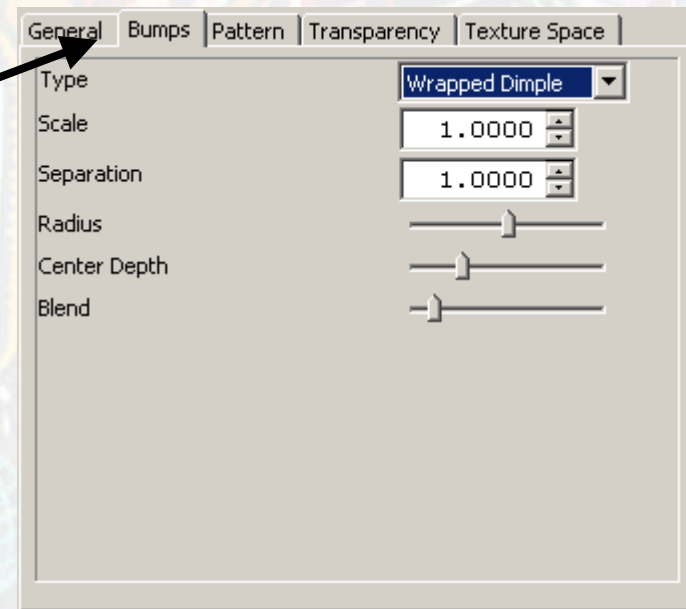 General Bumps Pattern Transparency Texture Space
Type Wrapped Dimple
Scale 1.0000
Separation 1.0000
Radius
Center Depth
Blend